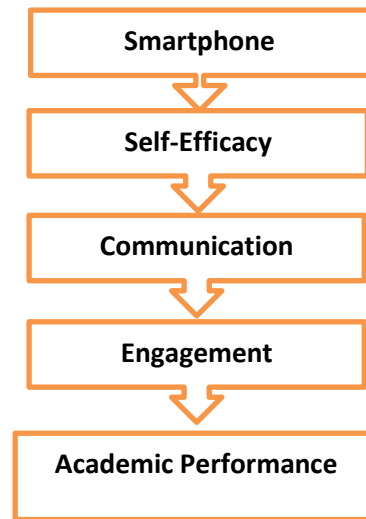 Smartphone
Self-Efficacy
Communication
Engagement
Academic Performance